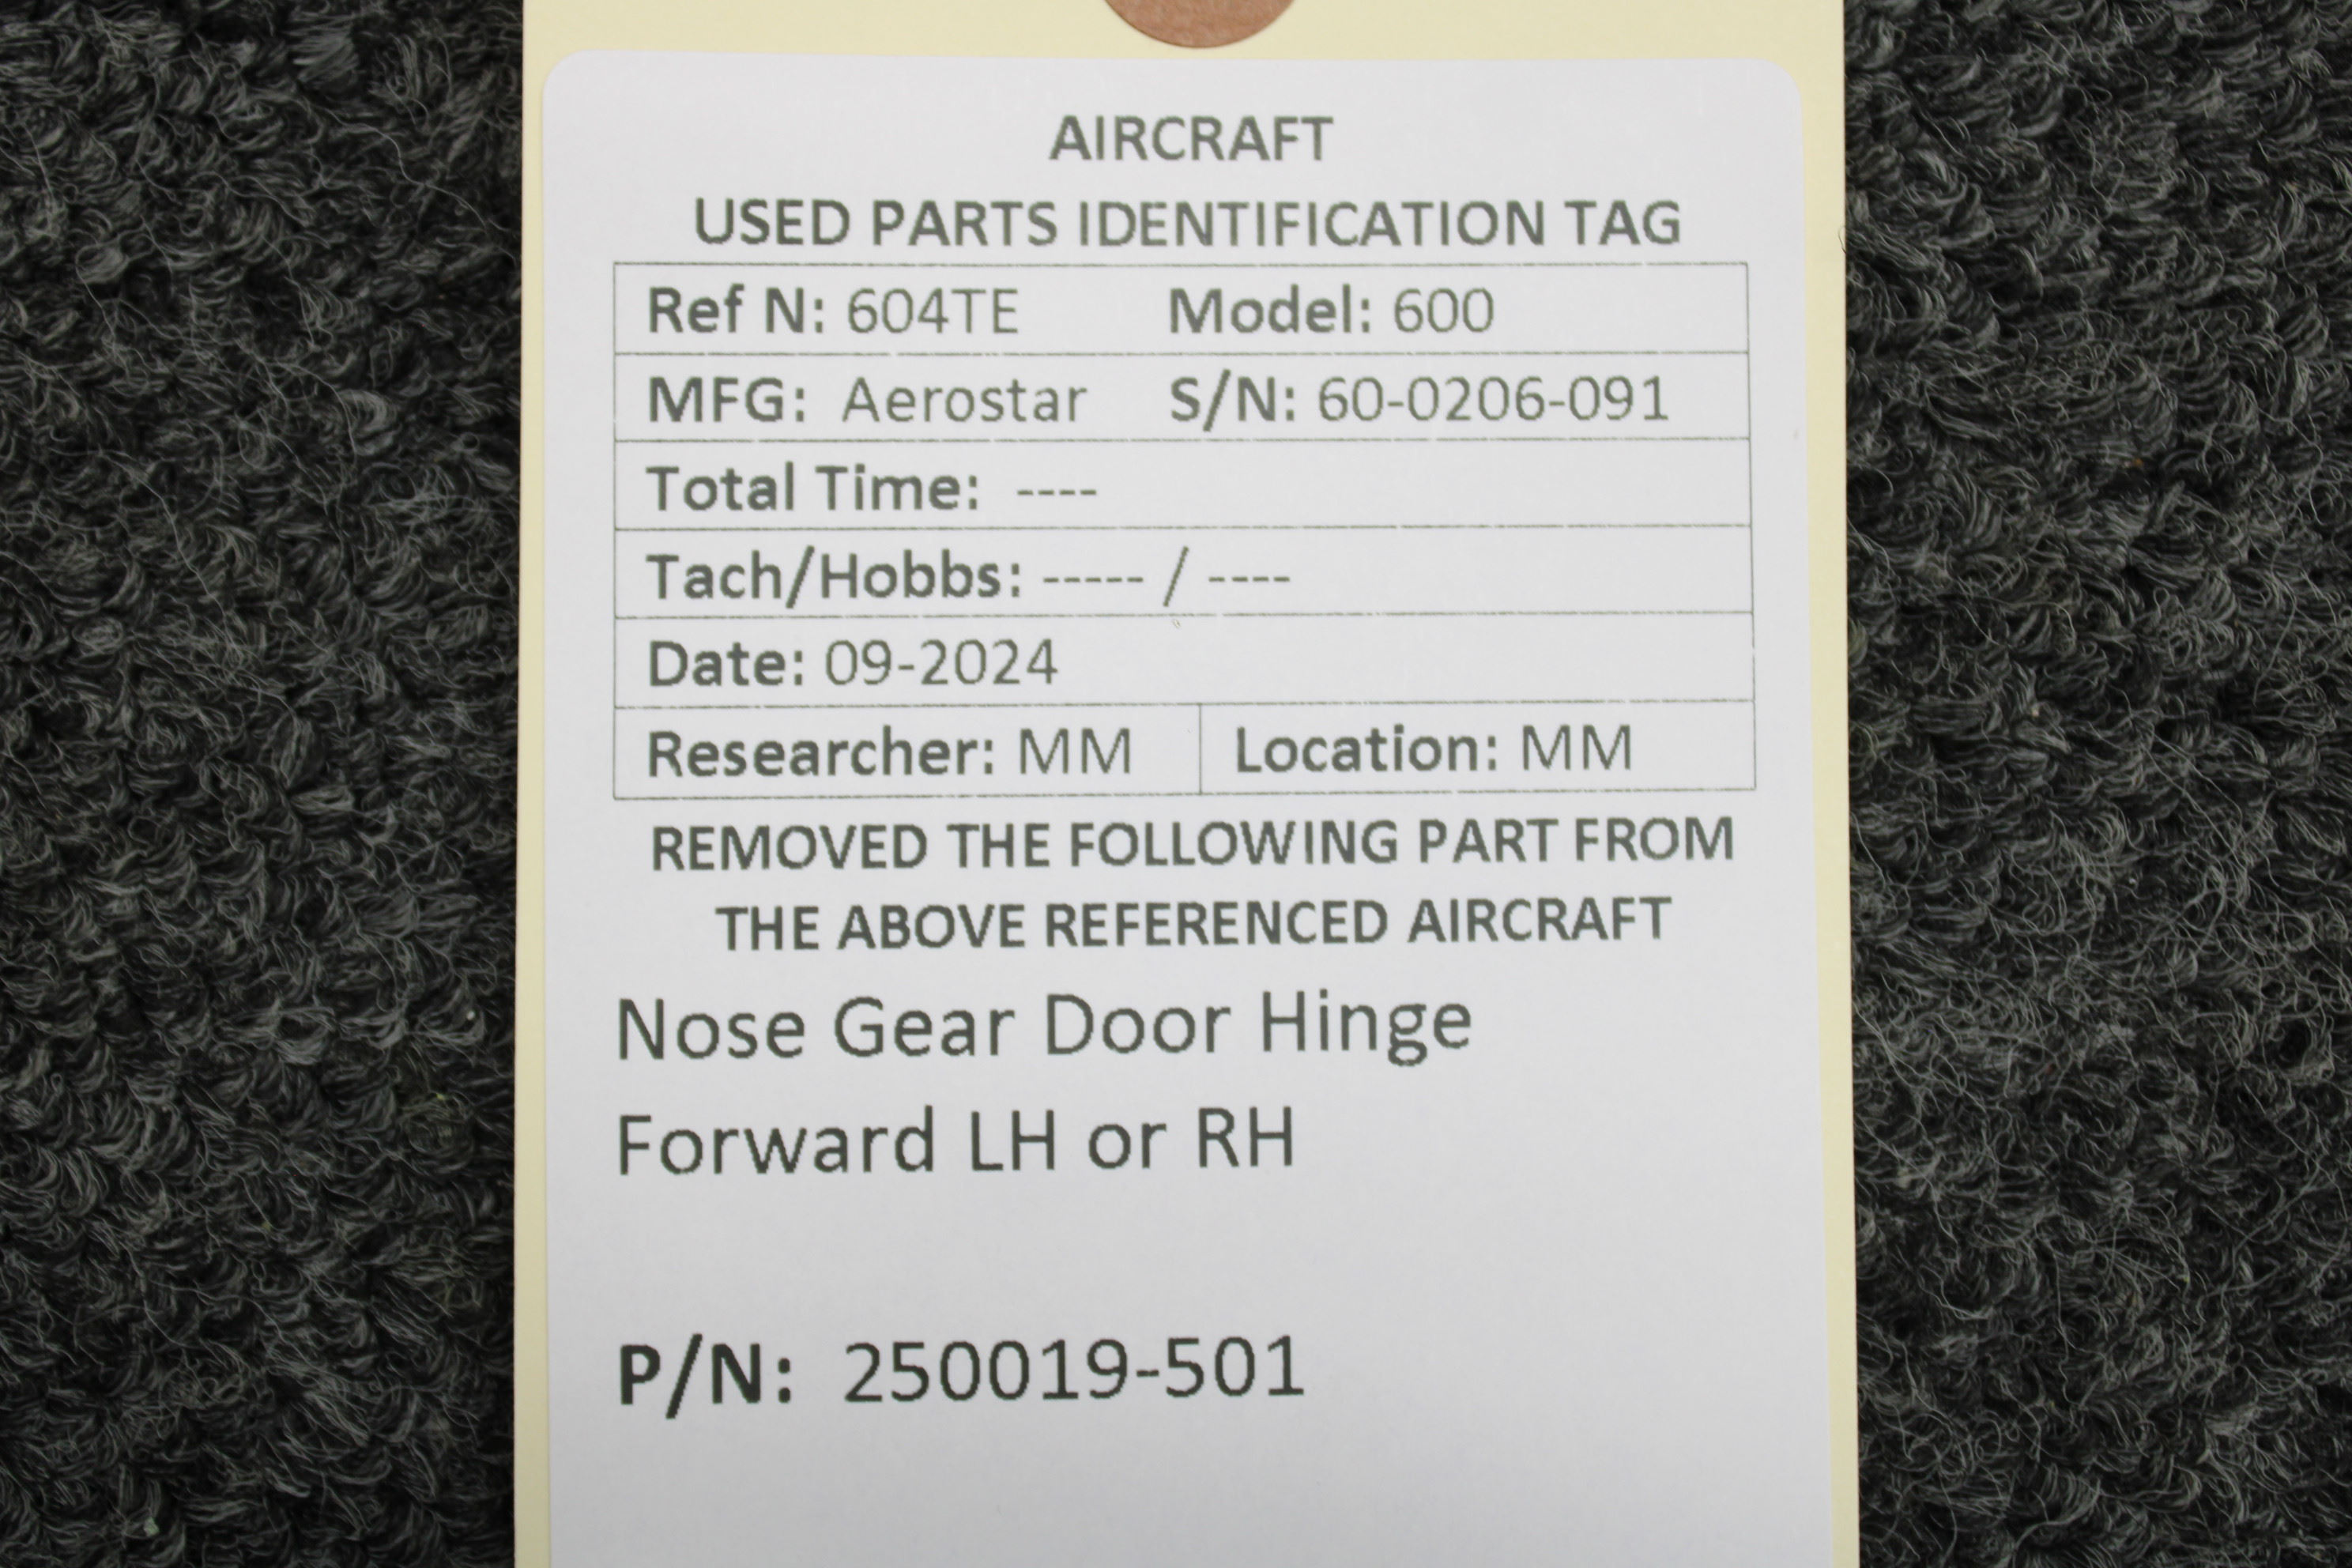 AIRCRAFT
USED PARTS IDENTIFICATION TAG
Ref N: 604TE Model: 600
MFG: Aerostar S/N: 60-0206-091
Total Time: ----
Tach/Hobbs: ----- / ----
Date: 09-2024
Researcher: MM Location: MM
REMOVED THE FOLLOWING PART FROM
THE ABOVE REFERENCED AIRCRAFT
Nose Gear Door Hinge
Forward LH or RH
P/N: 250019-501